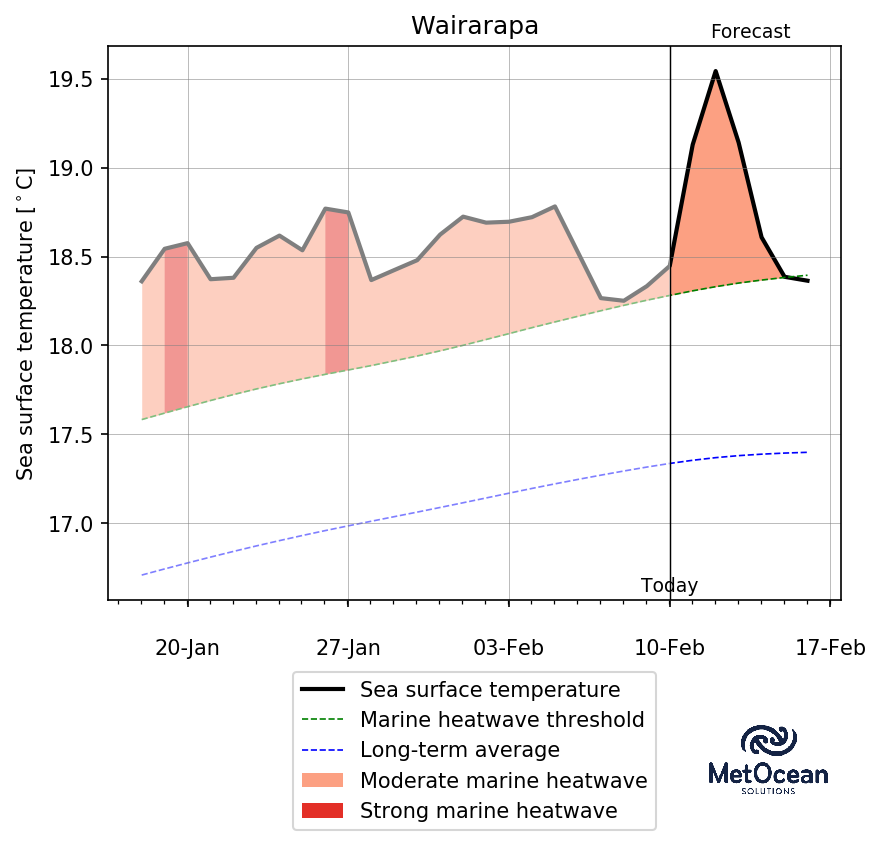 Wairarapa
Forecast
Sea surface temperature [°C]
19.5
19.0
18.5
18.0
17.5
17.0
Today
20-Jan 27-Jan 03-Feb 10-Feb 17-Feb
Sea surface temperature
Marine heatwave threshold
Long-term average
Moderate marine heatwave
Strong marine heatwave
MetOcean
SOLUTIONS